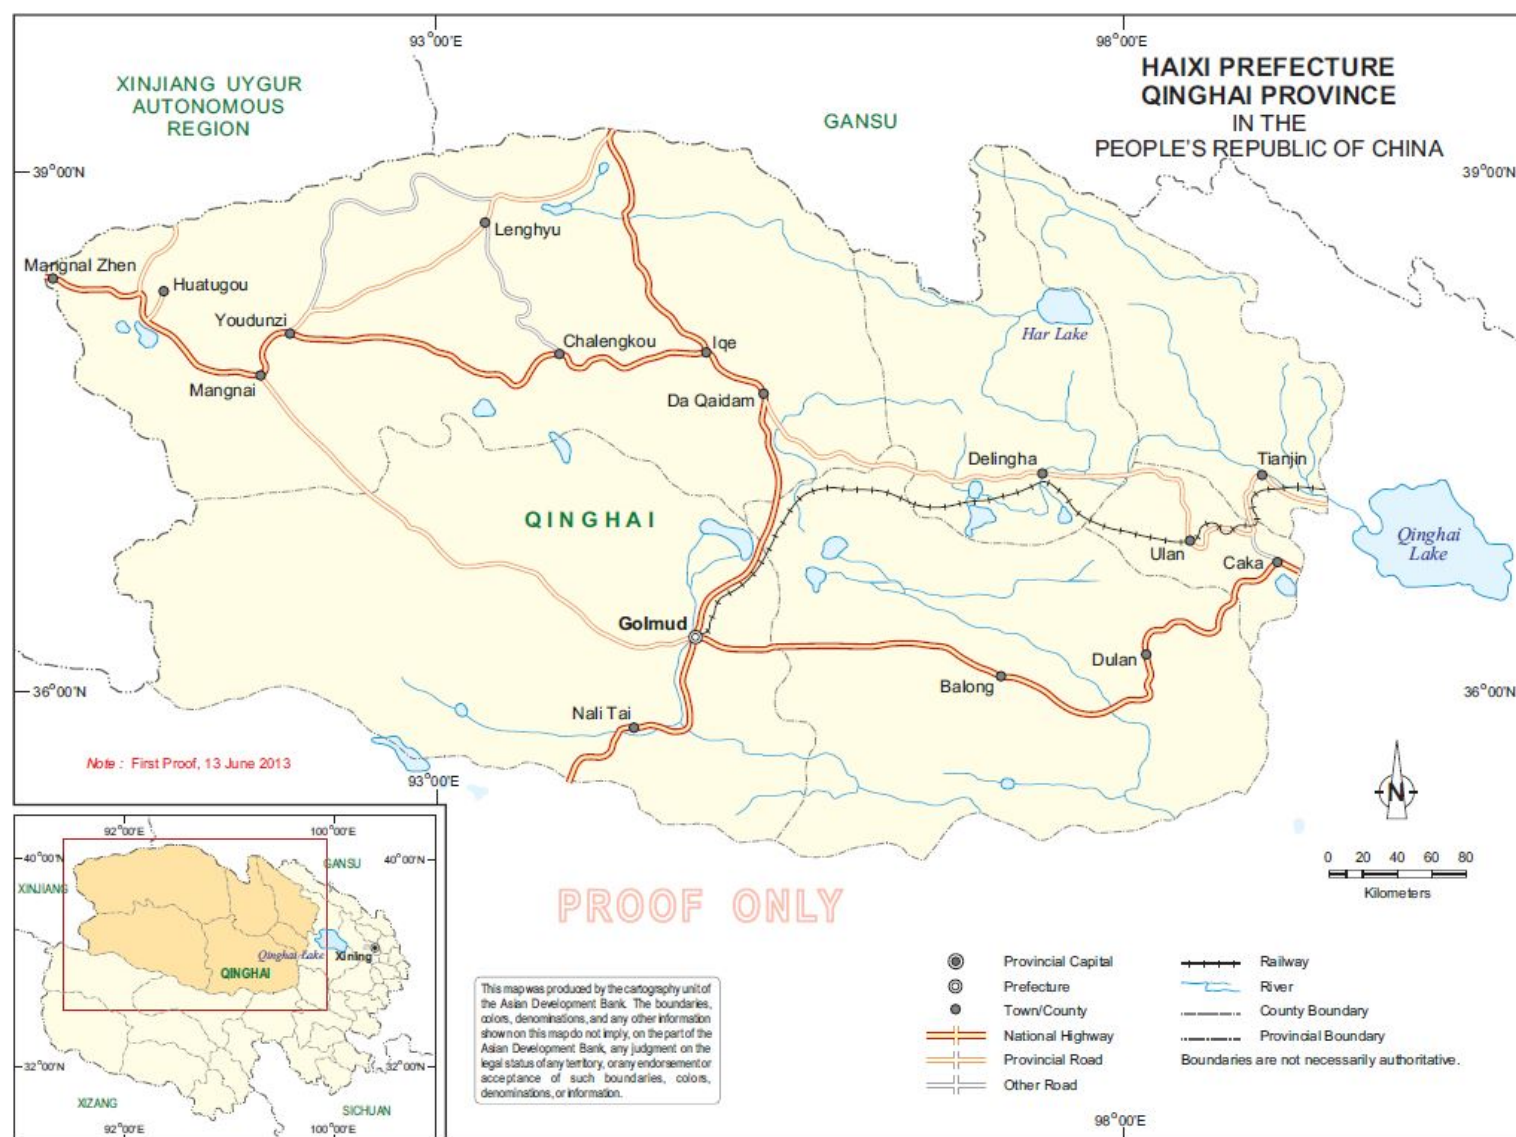 93°00'E
98°00'E
HAIXI PREFECTURE
QINGHAI PROVINCE
IN THE
PEOPLE'S REPUBLIC OF CHINA
XINJIANG UYGUR
AUTONOMOUS
REGION
GANSU
39°00'N
39°00'N
Lenghyu
Mangnal Zhen
Huatugou
Youdunzi
Chalengkou
Iqe
Har Lake
Mangnai
Da Qaidam
Delingha
Tianjin
QINGHAI
Qinghai
Lake
Ulan
Caka
Golmud
Dulan
Balong
36°00'N
36°00'N
Nali Tai
Note : First Proof, 13 June 2013
93°00'E
N
0 20 40 60 80
Kilometers
92°00'E
100°00'E
40°00'N
GANSU
40°00'N
XINJIANG
Qinghai Lake
Xining
QINGHAI
32°00'N
32°00'N
XIZANG
SICHUAN
92°00'E
100°00'E
PROOF ONLY
This map was produced by the cartography unit of
the Asian Development Bank. The boundaries,
colors, denominations, and any other information
shown on this map do not imply, on the part of the
Asian Development Bank, any judgment on the
legal status of any territory, or any endorsement or
acceptance of such boundaries, colors,
denominations, or information.
Provincial Capital
Prefecture
Town/County
National Highway
Provincial Road
Other Road
Railway
River
County Boundary
Provincial Boundary
Boundaries are not necessarily authoritative.
98°00'E